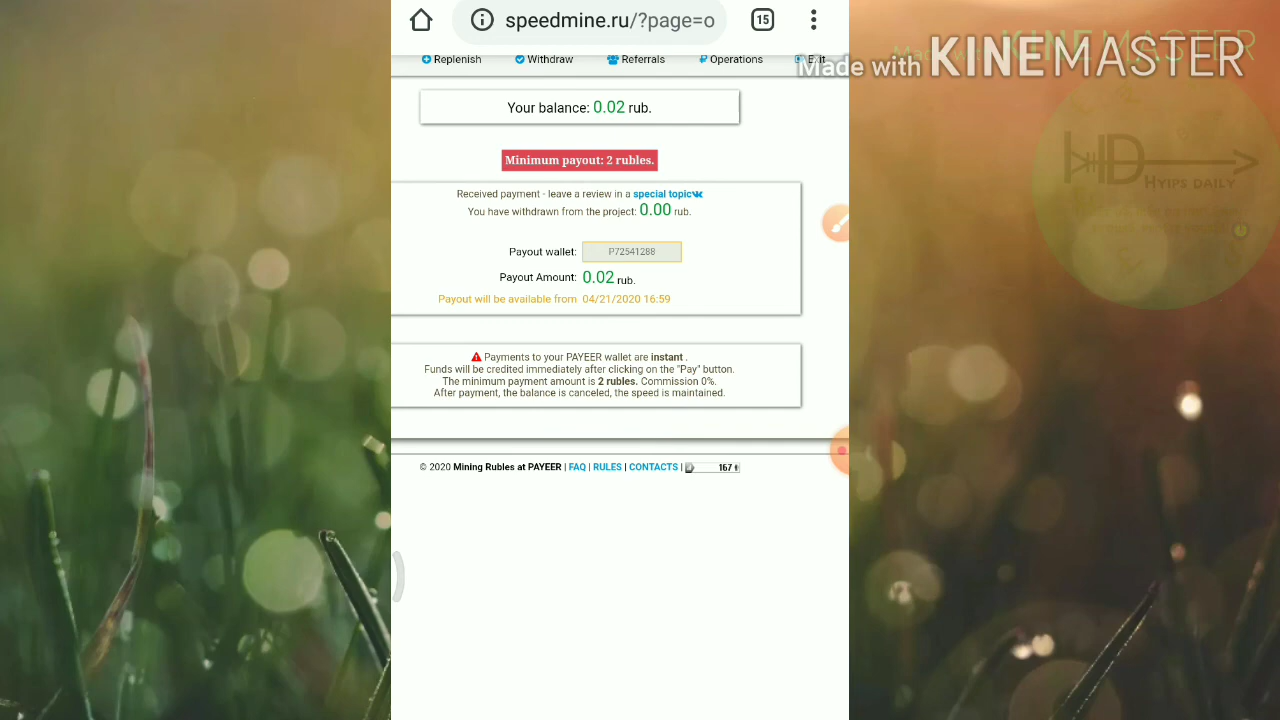 speedmine.ru/?page=o
15
Made with KINEMASTER
Replenish Withdraw Referrals Operations Exit
Your balance: 0.02 rub.
Minimum payout: 2 rubles.
Received payment - leave a review in a special topic
You have withdrawn from the project: 0.00 rub.
Payout wallet: P72541288
Payout Amount: 0.02 rub.
Payout will be available from 04/21/2020 16:59
Payments to your PAYEER wallet are instant .
Funds will be credited immediately after clicking on the "Pay" button.
The minimum payment amount is 2 rubles. Commission 0%.
After payment, the balance is canceled, the speed is maintained.
© 2020 Mining Rubles at PAYEER | FAQ | RULES | CONTACTS | 167
HD
HYIPS DAILY